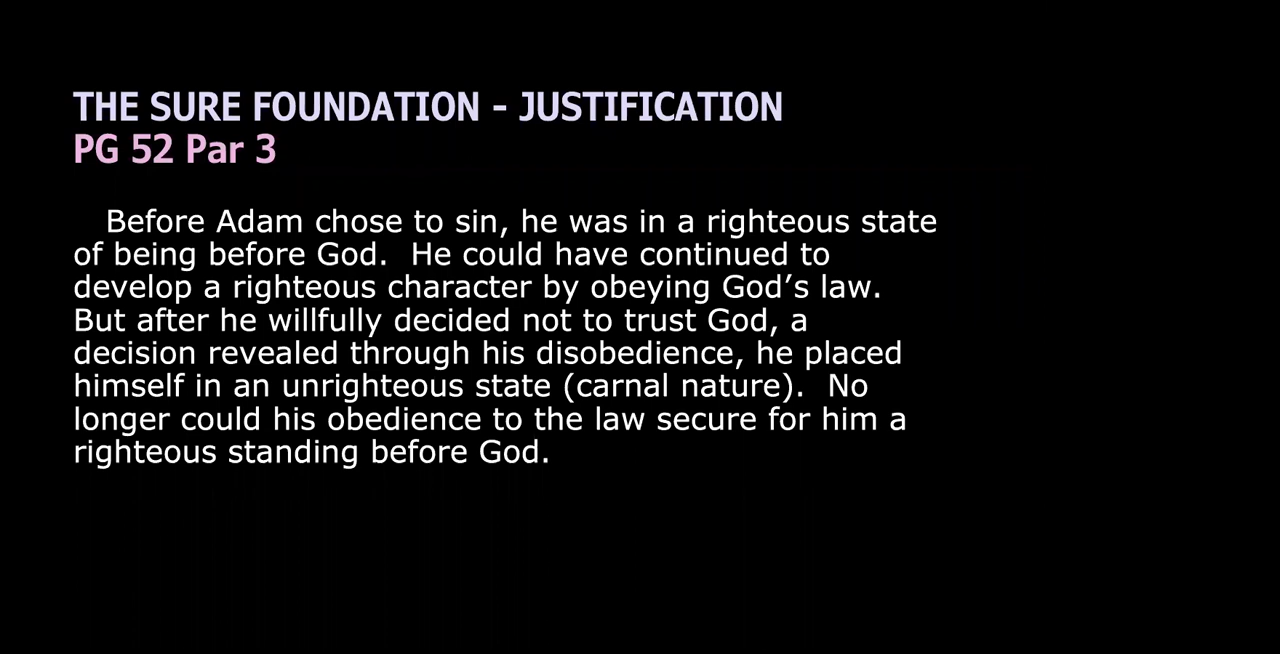 THE SURE FOUNDATION - JUSTIFICATION
PG 52 Par 3
Before Adam chose to sin, he was in a righteous state
of being before God.  He could have continued to
develop a righteous character by obeying God’s law.
But after he willfully decided not to trust God, a
decision revealed through his disobedience, he placed
himself in an unrighteous state (carnal nature).  No
longer could his obedience to the law secure for him a
righteous standing before God.